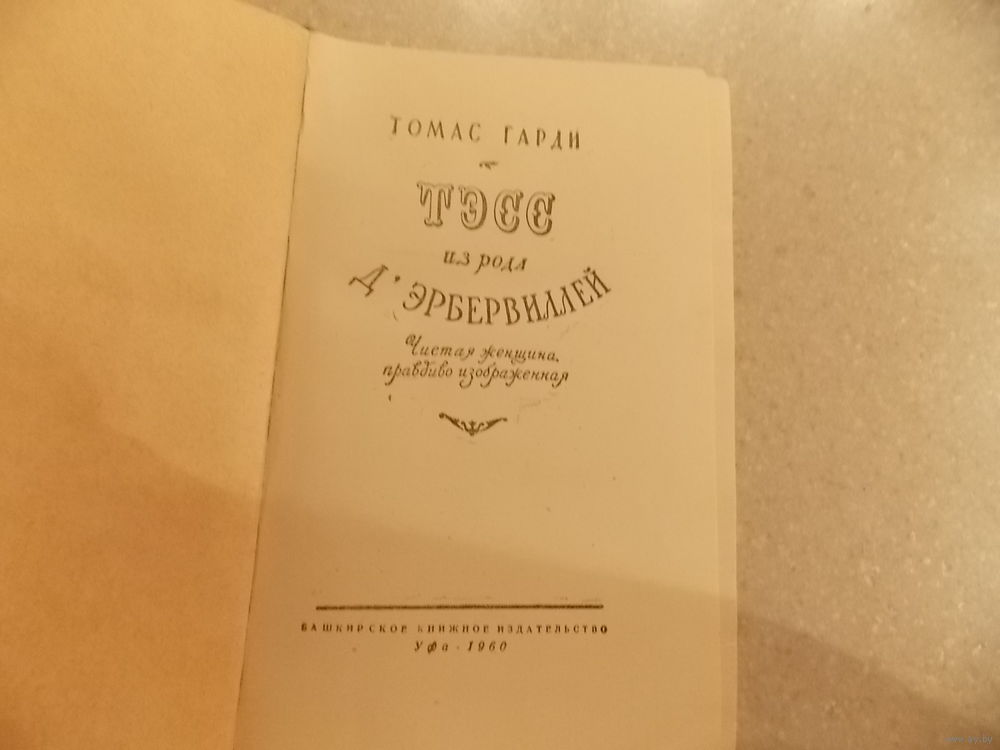 ТОМАС ГАРДИ
ТЭСС
из рода
Д'ЭРБЕРВИЛЛЕЙ
Чистая женщина,
правдиво изображенная
БАШКИРСКОЕ КНИЖНОЕ ИЗДАТЕЛЬСТВО
Уфа · 1960